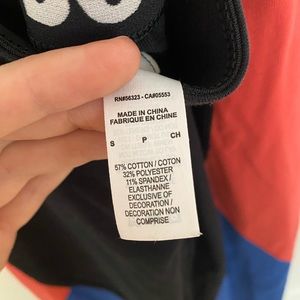 RN#56323 - CA#05553
MADE IN CHINA
FABRIQUE EN CHINE
S P CH
57% COTTON / COTON
32% POLYESTER
11% SPANDEX /
ELASTHANNE
EXCLUSIVE OF
DECORATION /
DECORATION NON
COMPRISE